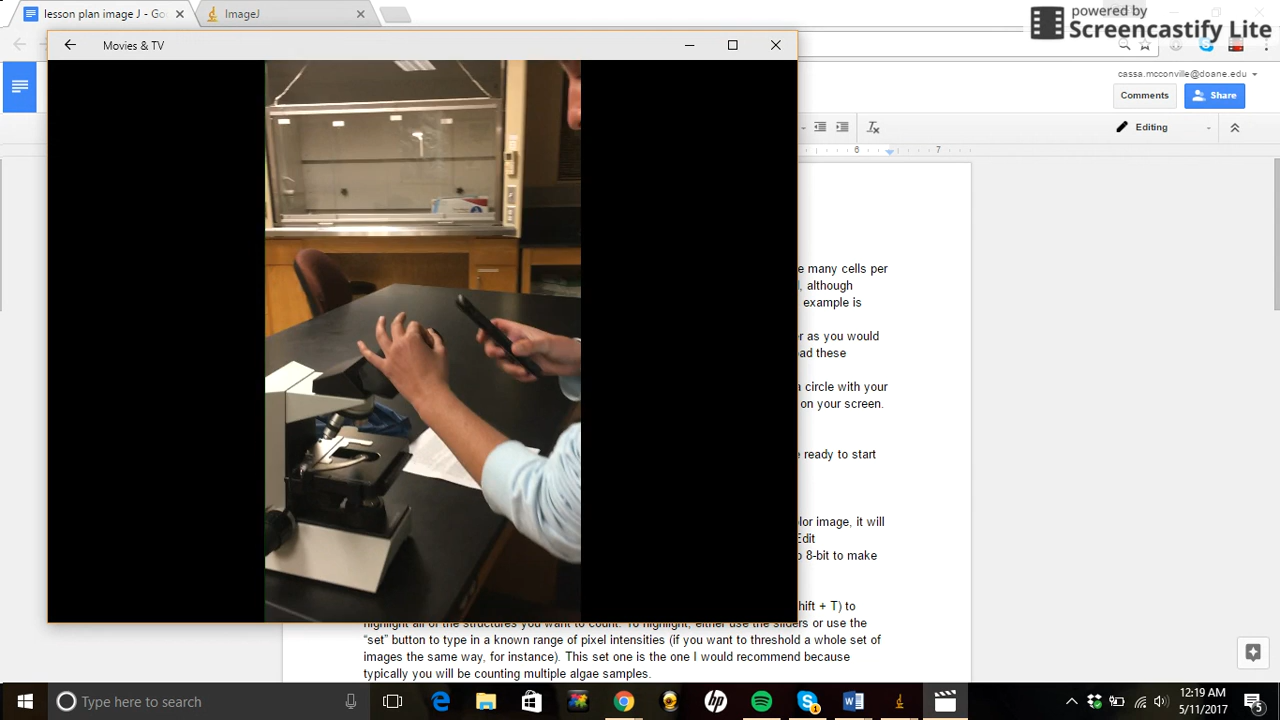 lesson plan image J - Go
ImageJ
powered by
Screencastify Lite
Movies & TV
cassa.mcconville@doane.edu
Comments
Share
Editing
6
7
e many cells per
, although
example is
r as you would
ad these
a circle with your
on your screen.
e ready to start
lor image, it will
Edit
o 8-bit to make
hift + T) to
highlight all of the structures you want to count. To highlight, either use the sliders or use the
“set” button to type in a known range of pixel intensities (if you want to threshold a whole set of
images the same way, for instance). This set one is the one I would recommend because
typically you will be counting multiple algae samples.
Type here to search
12:19 AM
5/11/2017